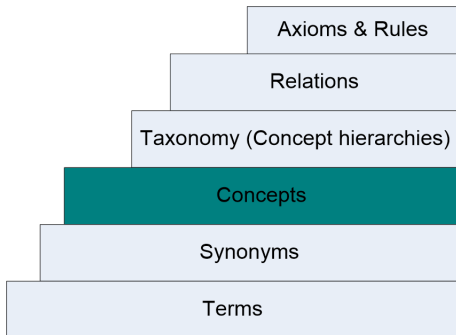 Axioms & Rules
Relations
Taxonomy (Concept hierarchies)
Concepts
Synonyms
Terms